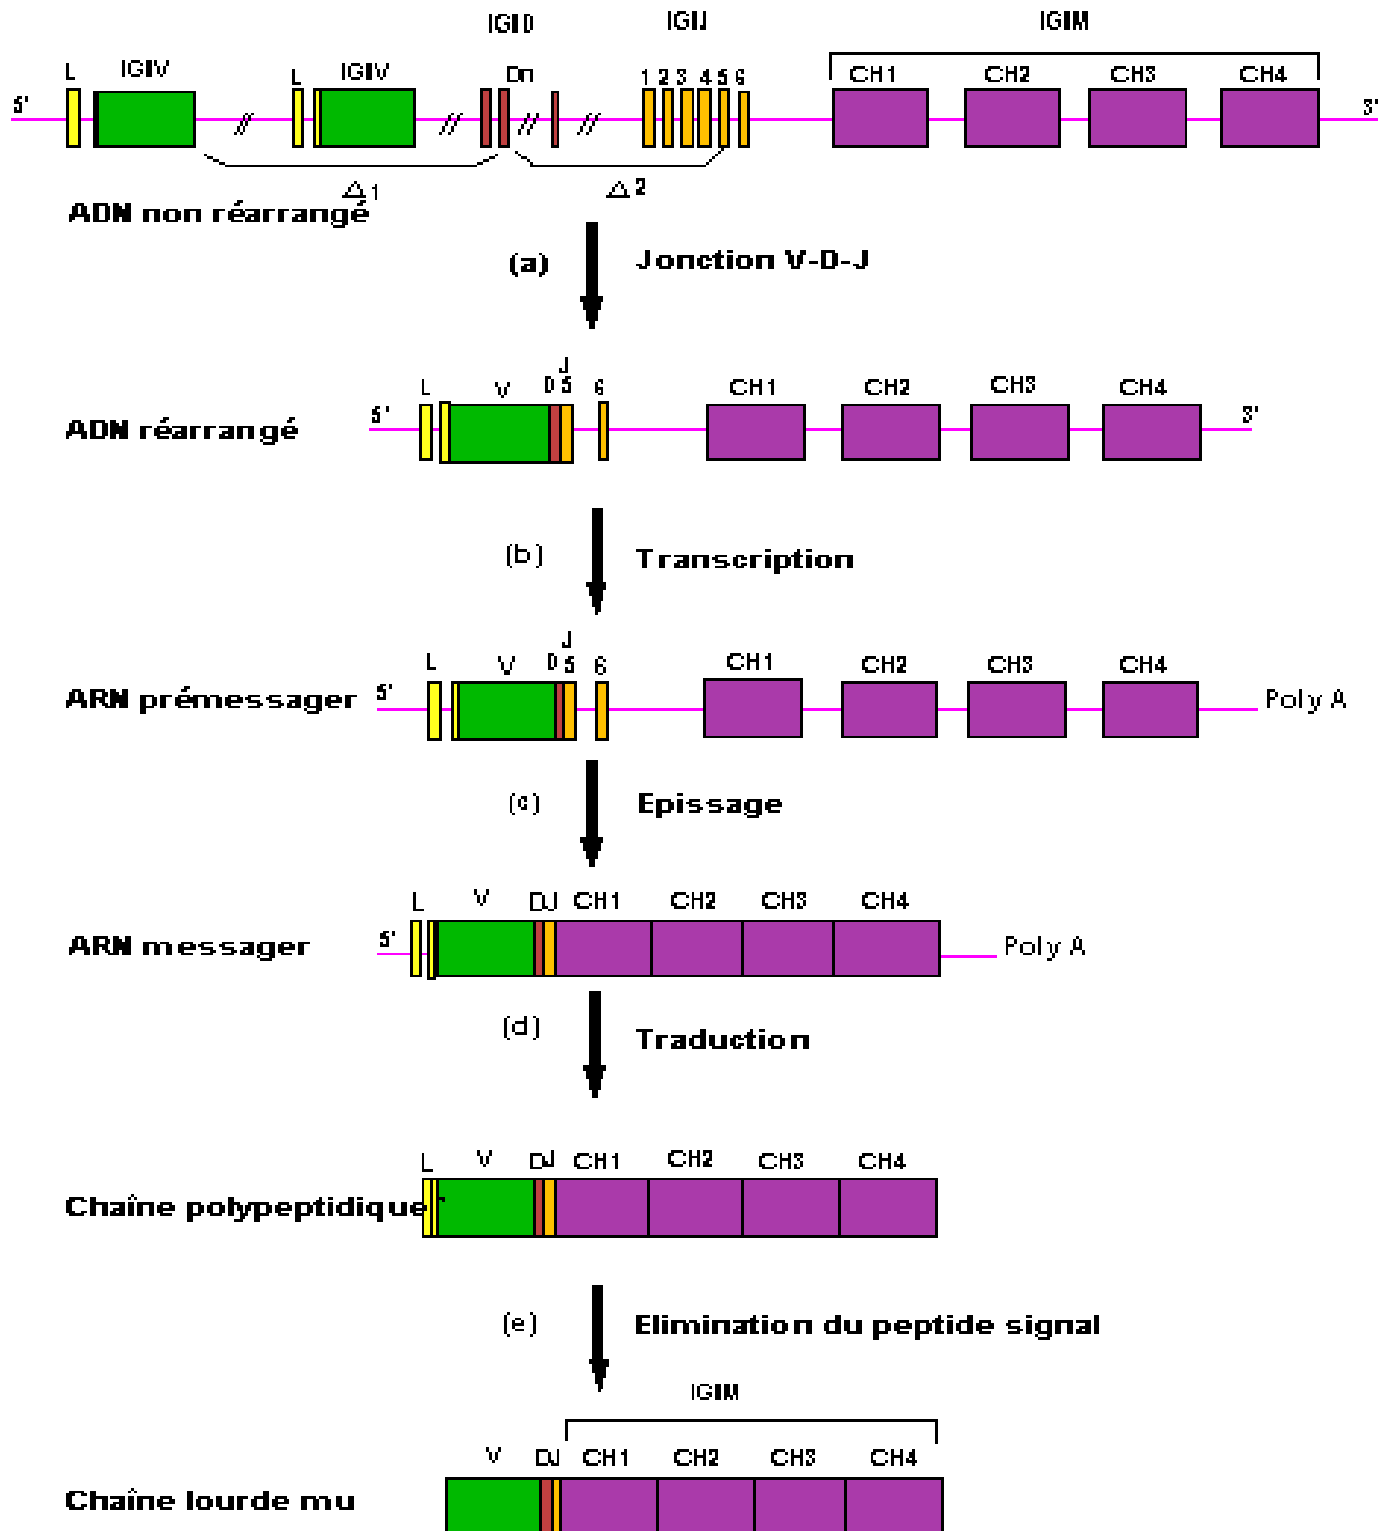 IGHD IGHJ IGHM
L IGHV L IGHV Dn 1 2 3 4 5 6 CH1 CH2 CH3 CH4
5' // // // // 3'
△1 △2
ADN non réarrangé
(a) Jonction V-D-J
J
L V D 5 6 CH1 CH2 CH3 CH4
5' 3'
ADN réarrangé
(b) Transcription
J
L V D 5 6 CH1 CH2 CH3 CH4
ARN prémessager 5' Poly A
(c) Epissage
L V DJ CH1 CH2 CH3 CH4
ARN messager 5' Poly A
(d) Traduction
L V DJ CH1 CH2 CH3 CH4
Chaîne polypeptidique
(e) Elimination du peptide signal
IGHM
V DJ CH1 CH2 CH3 CH4
Chaîne lourde mu